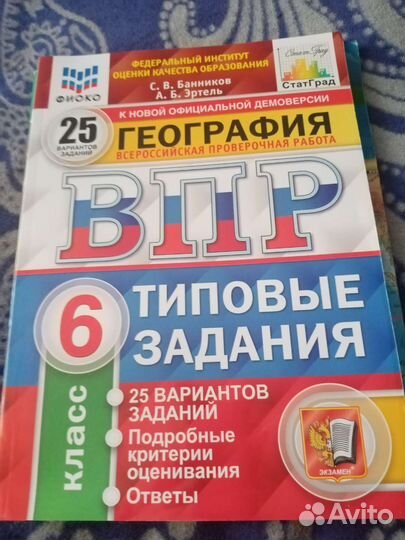 ФЕДЕРАЛЬНЫЙ ИНСТИТУТ
ОЦЕНКИ КАЧЕСТВА ОБРАЗОВАНИЯ
ФИОКО
С. В. Банников
А. Б. Эртель
СтатГрад
К НОВОЙ ОФИЦИАЛЬНОЙ ДЕМОВЕРСИИ
25
ВАРИАНТОВ
ЗАДАНИЙ
ГЕОГРАФИЯ
ВСЕРОССИЙСКАЯ ПРОВЕРОЧНАЯ РАБОТА
ВПР
6
класс
ТИПОВЫЕ
ЗАДАНИЯ
25 ВАРИАНТОВ
ЗАДАНИЙ
Подробные
критерии
оценивания
Ответы
ЭКЗАМЕН
Avito